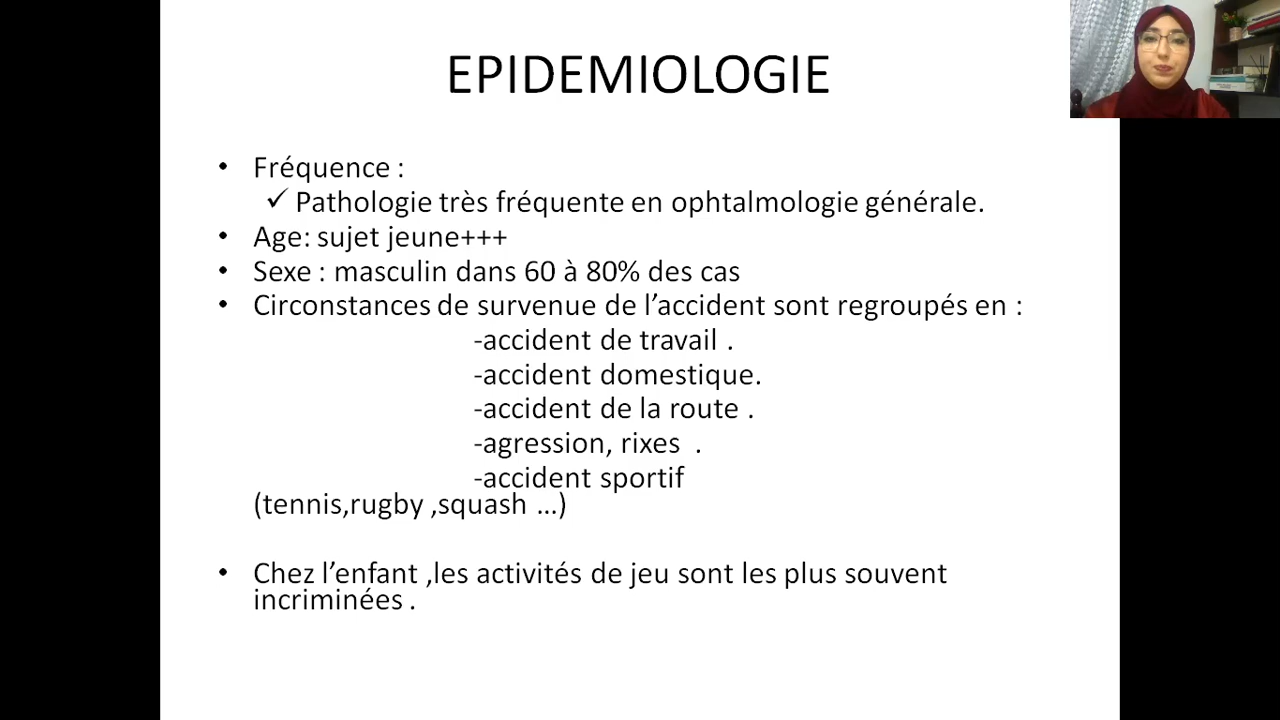 EPIDEMIOLOGIE
• Fréquence :
✓ Pathologie très fréquente en ophtalmologie générale.
• Age: sujet jeune+++
• Sexe : masculin dans 60 à 80% des cas
• Circonstances de survenue de l’accident sont regroupés en :
-accident de travail .
-accident domestique.
-accident de la route .
-agression, rixes .
-accident sportif
(tennis,rugby ,squash …)
• Chez l’enfant ,les activités de jeu sont les plus souvent
incriminées .